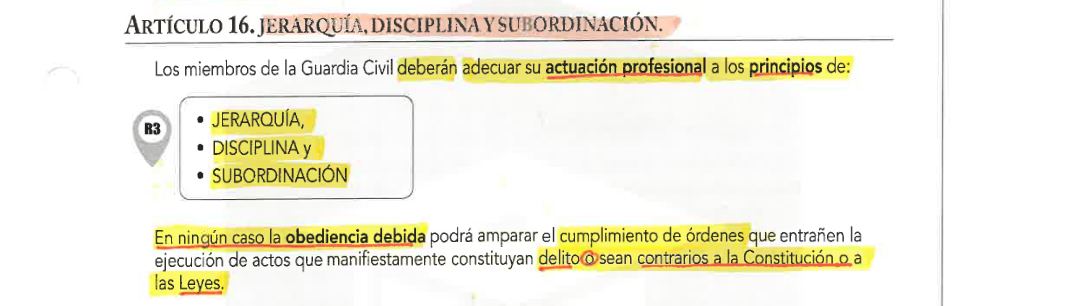 ARTÍCULO 16. JERARQUÍA, DISCIPLINA Y SUBORDINACIÓN.
Los miembros de la Guardia Civil deberán adecuar su actuación profesional a los principios de:
R3
• JERARQUÍA,
• DISCIPLINA y
• SUBORDINACIÓN
En ningún caso la obediencia debida podrá amparar el cumplimiento de órdenes que entrañen la
ejecución de actos que manifiestamente constituyan delito o sean contrarios a la Constitución o a
las Leyes.